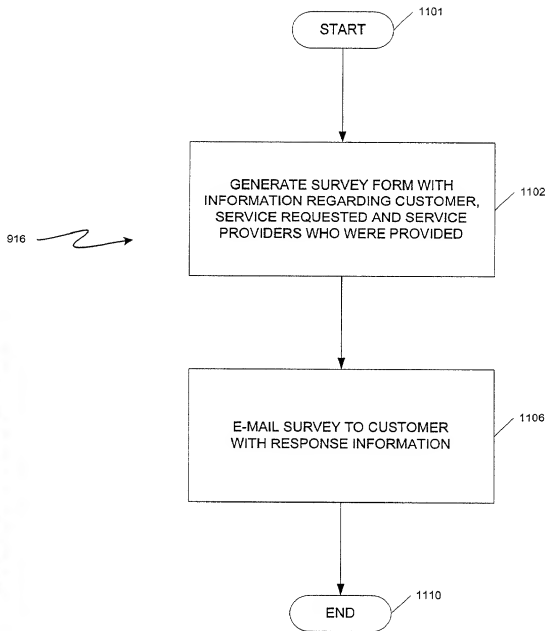 1101
START
GENERATE SURVEY FORM WITH
INFORMATION REGARDING CUSTOMER,
SERVICE REQUESTED AND SERVICE
PROVIDERS WHO WERE PROVIDED
1102
916
E-MAIL SURVEY TO CUSTOMER
WITH RESPONSE INFORMATION
1106
END
1110